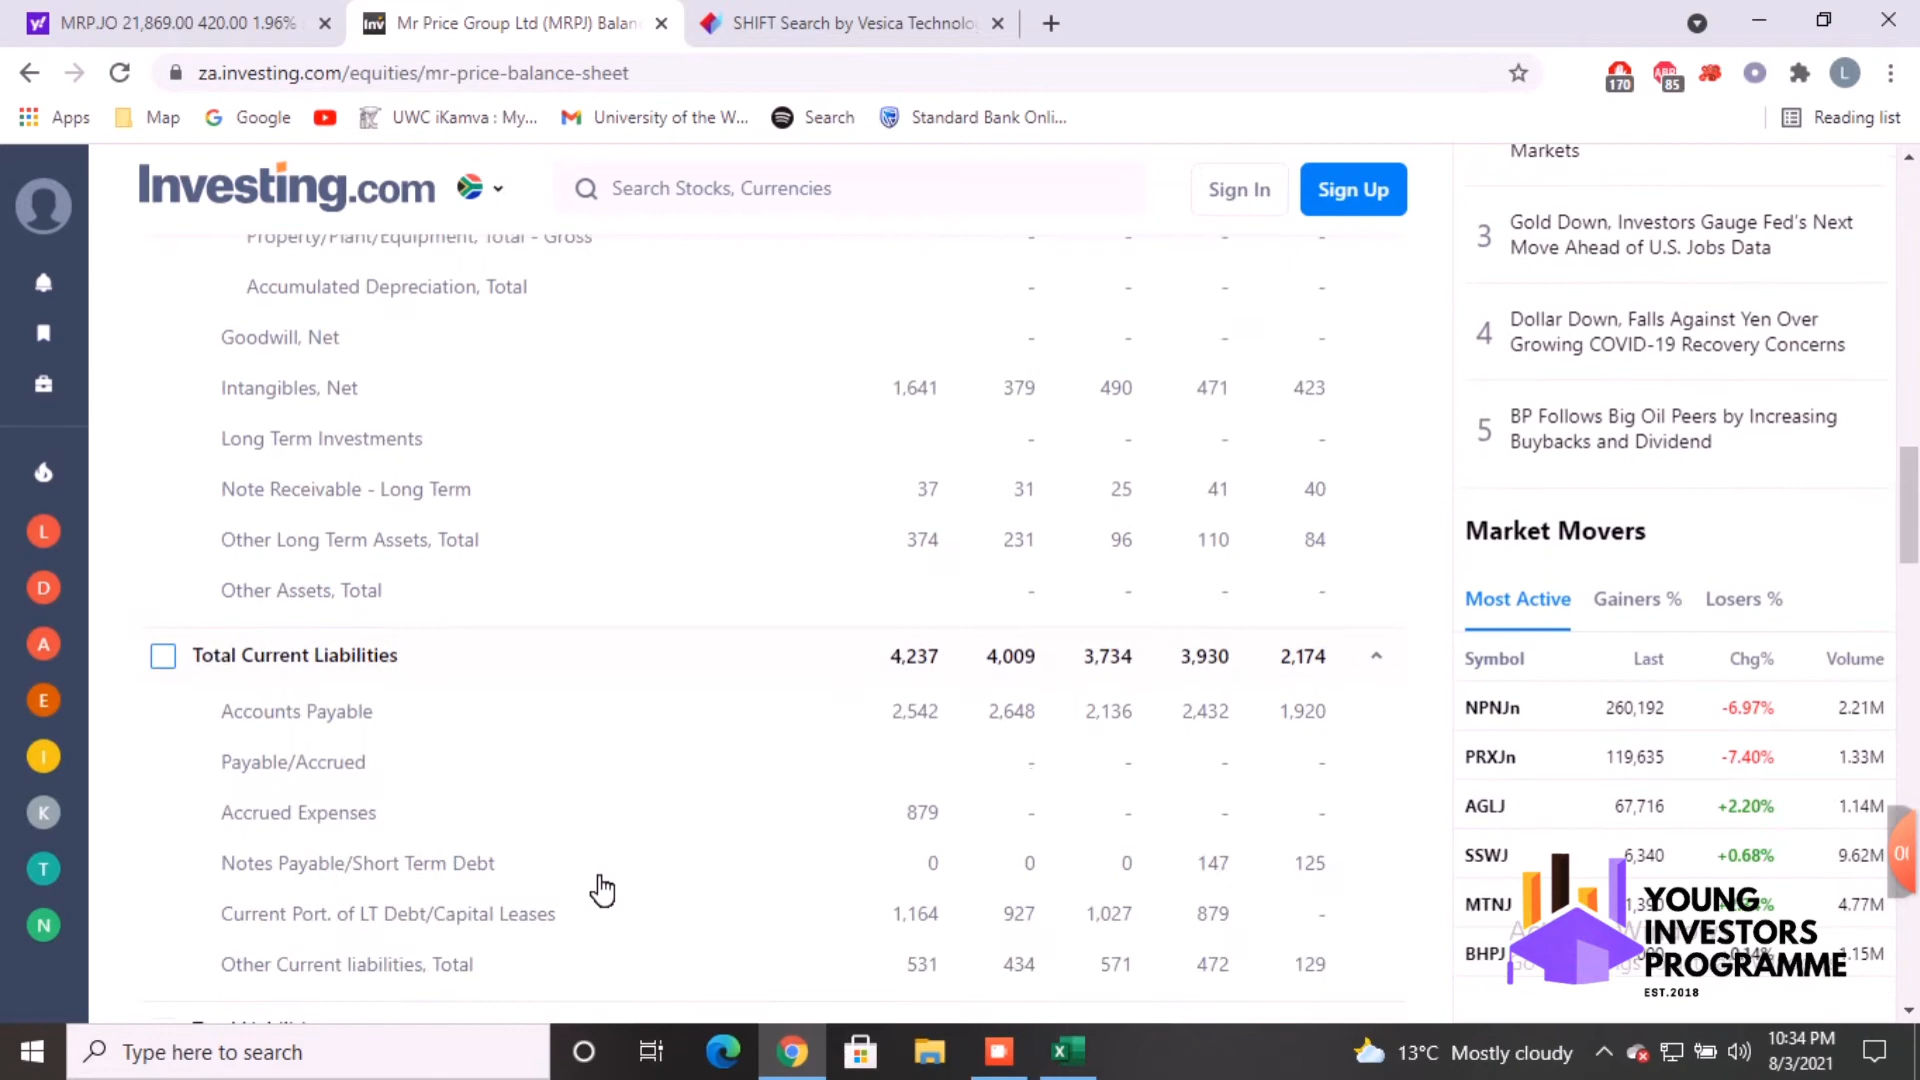 MRP.JO 21,869.00 420.00 1.96%
Mr Price Group Ltd (MRPJ) Balan
SHIFT Search by Vesica Technolo
za.investing.com/equities/mr-price-balance-sheet
170
85
L
Apps
Map
Google
UWC iKamva : My...
University of the W...
Search
Standard Bank Onli...
Reading list
Investing.com
Search Stocks, Currencies
Sign In
Sign Up
Property/Plant/Equipment, Total - Gross - - - -
Accumulated Depreciation, Total - - - -
Goodwill, Net - - - -
Intangibles, Net 1,641 379 490 471 423
Long Term Investments - - - -
Note Receivable - Long Term 37 31 25 41 40
Other Long Term Assets, Total 374 231 96 110 84
Other Assets, Total - - - -
Total Current Liabilities 4,237 4,009 3,734 3,930 2,174
Accounts Payable 2,542 2,648 2,136 2,432 1,920
Payable/Accrued - - - -
Accrued Expenses 879 - - - -
Notes Payable/Short Term Debt 0 0 0 147 125
Current Port. of LT Debt/Capital Leases 1,164 927 1,027 879 -
Other Current liabilities, Total 531 434 571 472 129
L
D
A
E
I
K
T
N
Markets
3 Gold Down, Investors Gauge Fed's Next
Move Ahead of U.S. Jobs Data
4 Dollar Down, Falls Against Yen Over
Growing COVID-19 Recovery Concerns
5 BP Follows Big Oil Peers by Increasing
Buybacks and Dividend
Market Movers
Most Active Gainers % Losers %
Symbol Last Chg% Volume
NPNJn 260,192 -6.97% 2.21M
PRXJn 119,635 -7.40% 1.33M
AGLJ 67,716 +2.20% 1.14M
SSWJ 6,340 +0.68% 9.62M
MTNJ 4.77M
BHPJ
YOUNG
INVESTORS
PROGRAMME
EST.2018
Type here to search
13°C Mostly cloudy
10:34 PM
8/3/2021